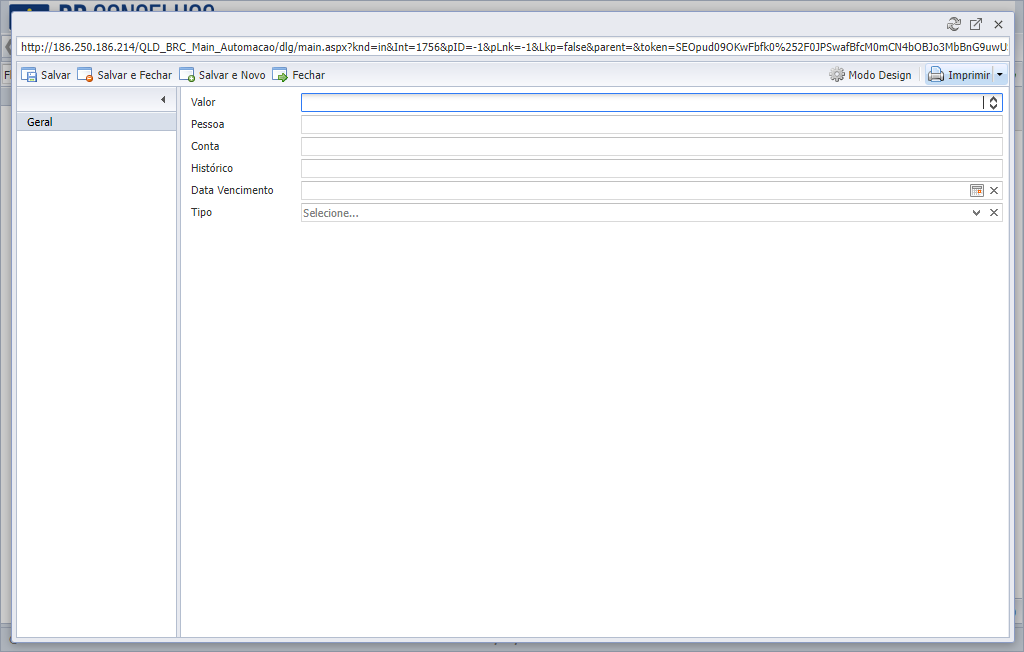 http://186.250.186.214/QLD_BRC_Main_Automacao/dlg/main.aspx?knd=in&Int=1756&pID=-1&pLnk=-1&Lkp=false&parent=&token=SEOpud09OKwFbfk0%252F0JPSwafBfcM0mCN4bOBJo3MbBnG9uwU
Salvar Salvar e Fechar Salvar e Novo Fechar Modo Design Imprimir
Geral
Valor
Pessoa
Conta
Histórico
Data Vencimento
Tipo Selecione...